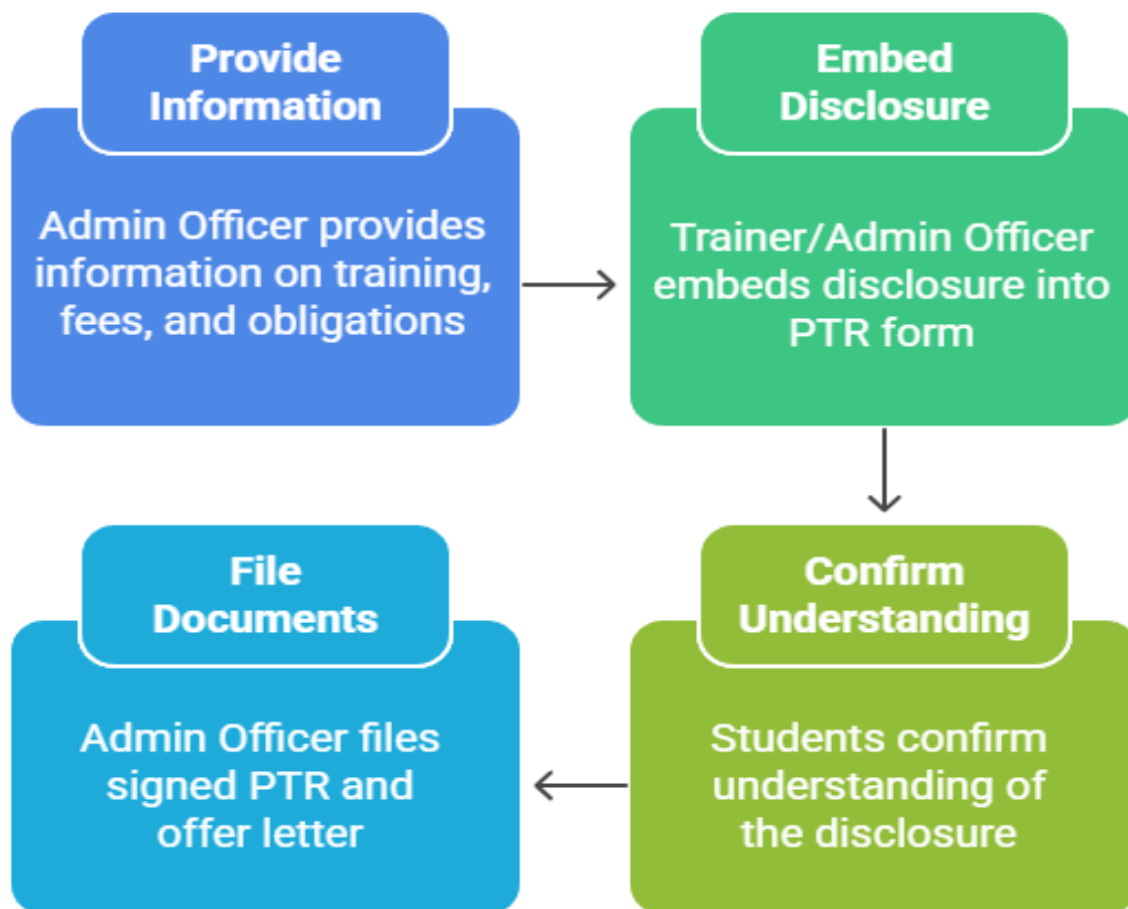 Provide
Information
Admin Officer provides
information on training,
fees, and obligations
Embed
Disclosure
Trainer/Admin Officer
embeds disclosure into
PTR form
Confirm
Understanding
Students confirm
understanding of
the disclosure
File
Documents
Admin Officer files
signed PTR and
offer letter